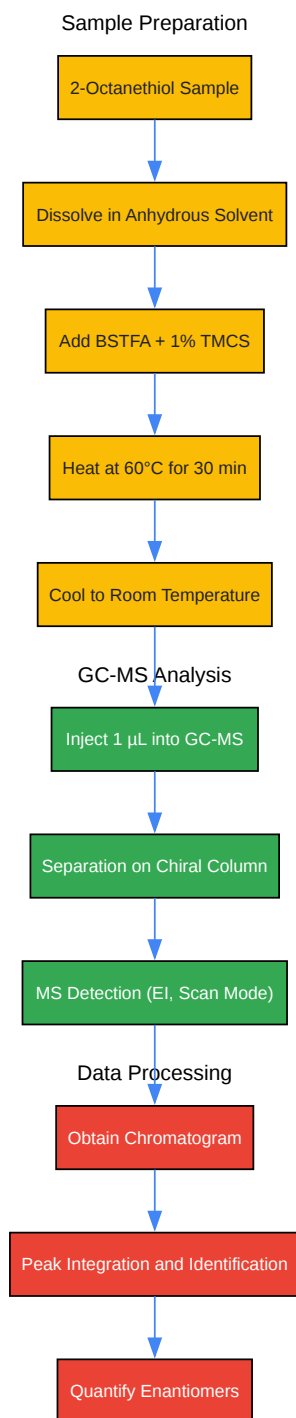 Sample Preparation
2-Octanethiol Sample
Dissolve in Anhydrous Solvent
Add BSTFA + 1% TMCS
Heat at 60°C for 30 min
Cool to Room Temperature
GC-MS Analysis
Inject 1 µL into GC-MS
Separation on Chiral Column
MS Detection (EI, Scan Mode)
Data Processing
Obtain Chromatogram
Peak Integration and Identification
Quantify Enantiomers